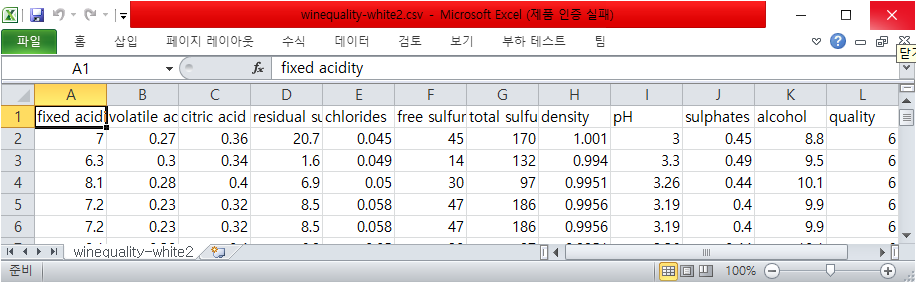 winequality-white2.csv - Microsoft Excel (제품 인증 실패)
파일 홈 삽입 페이지 레이아웃 수식 데이터 검토 보기 부하 테스트 팀
닫기
A1 fx fixed acidity
A B C D E F G H I J K L
1 fixed acidi volatile ac citric acid residual su chlorides free sulfur total sulfu density pH sulphates alcohol quality
2 7 0.27 0.36 20.7 0.045 45 170 1.001 3 0.45 8.8 6
3 6.3 0.3 0.34 1.6 0.049 14 132 0.994 3.3 0.49 9.5 6
4 8.1 0.28 0.4 6.9 0.05 30 97 0.9951 3.26 0.44 10.1 6
5 7.2 0.23 0.32 8.5 0.058 47 186 0.9956 3.19 0.4 9.9 6
6 7.2 0.23 0.32 8.5 0.058 47 186 0.9956 3.19 0.4 9.9 6
winequality-white2
준비 100%